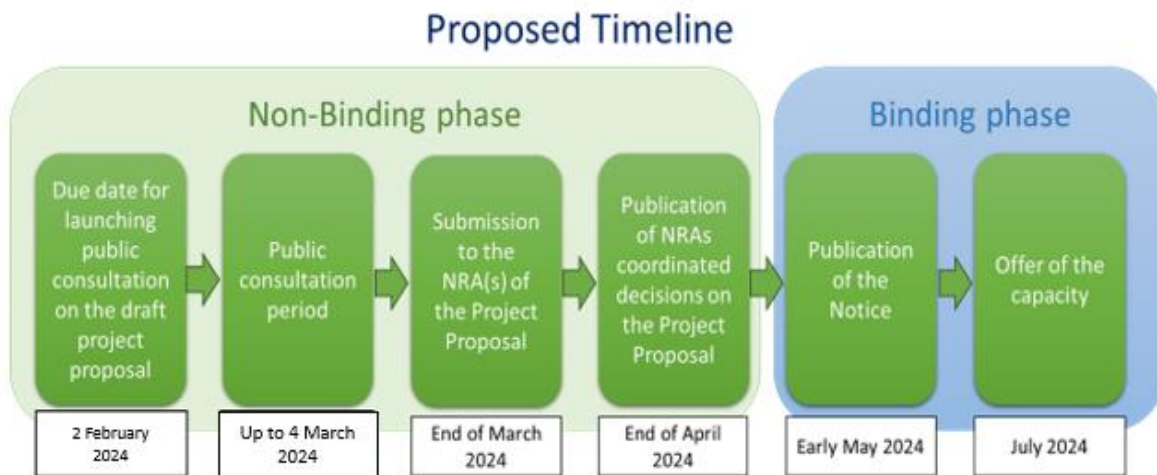 Proposed Timeline
Non-Binding phase
Binding phase
Due date for
launching
public
consultation
on the draft
project
proposal
Public
consultation
period
Submission
to the
NRA(s) of
the Project
Proposal
Publication
of NRAs
coordinated
decisions on
the Project
Proposal
Publication
of the
Notice
Offer of the
capacity
2 February
2024
Up to 4 March
2024
End of March
2024
End of April
2024
Early May 2024
July 2024